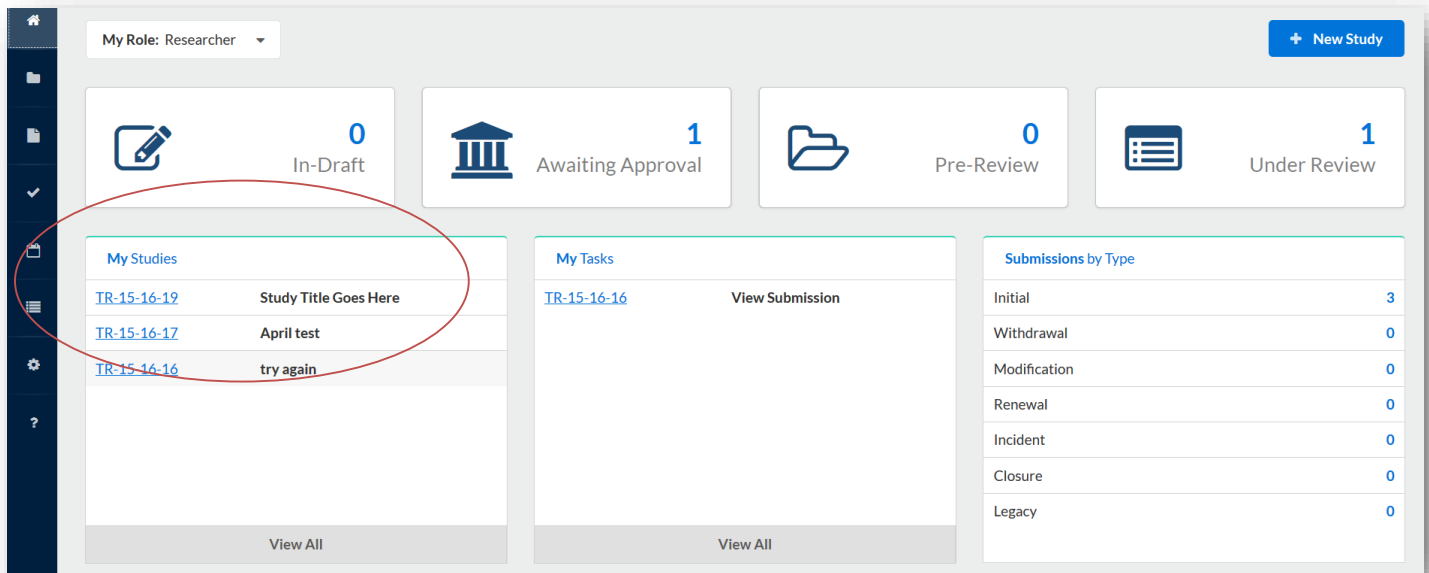 My Role: Researcher
+ New Study
0
In-Draft
1
Awaiting Approval
0
Pre-Review
1
Under Review
My Studies
TR-15-16-19 Study Title Goes Here
TR-15-16-17 April test
TR-15-16-16 try again
View All
My Tasks
TR-15-16-16 View Submission
View All
Submissions by Type
Initial 3
Withdrawal 0
Modification 0
Renewal 0
Incident 0
Closure 0
Legacy 0
?